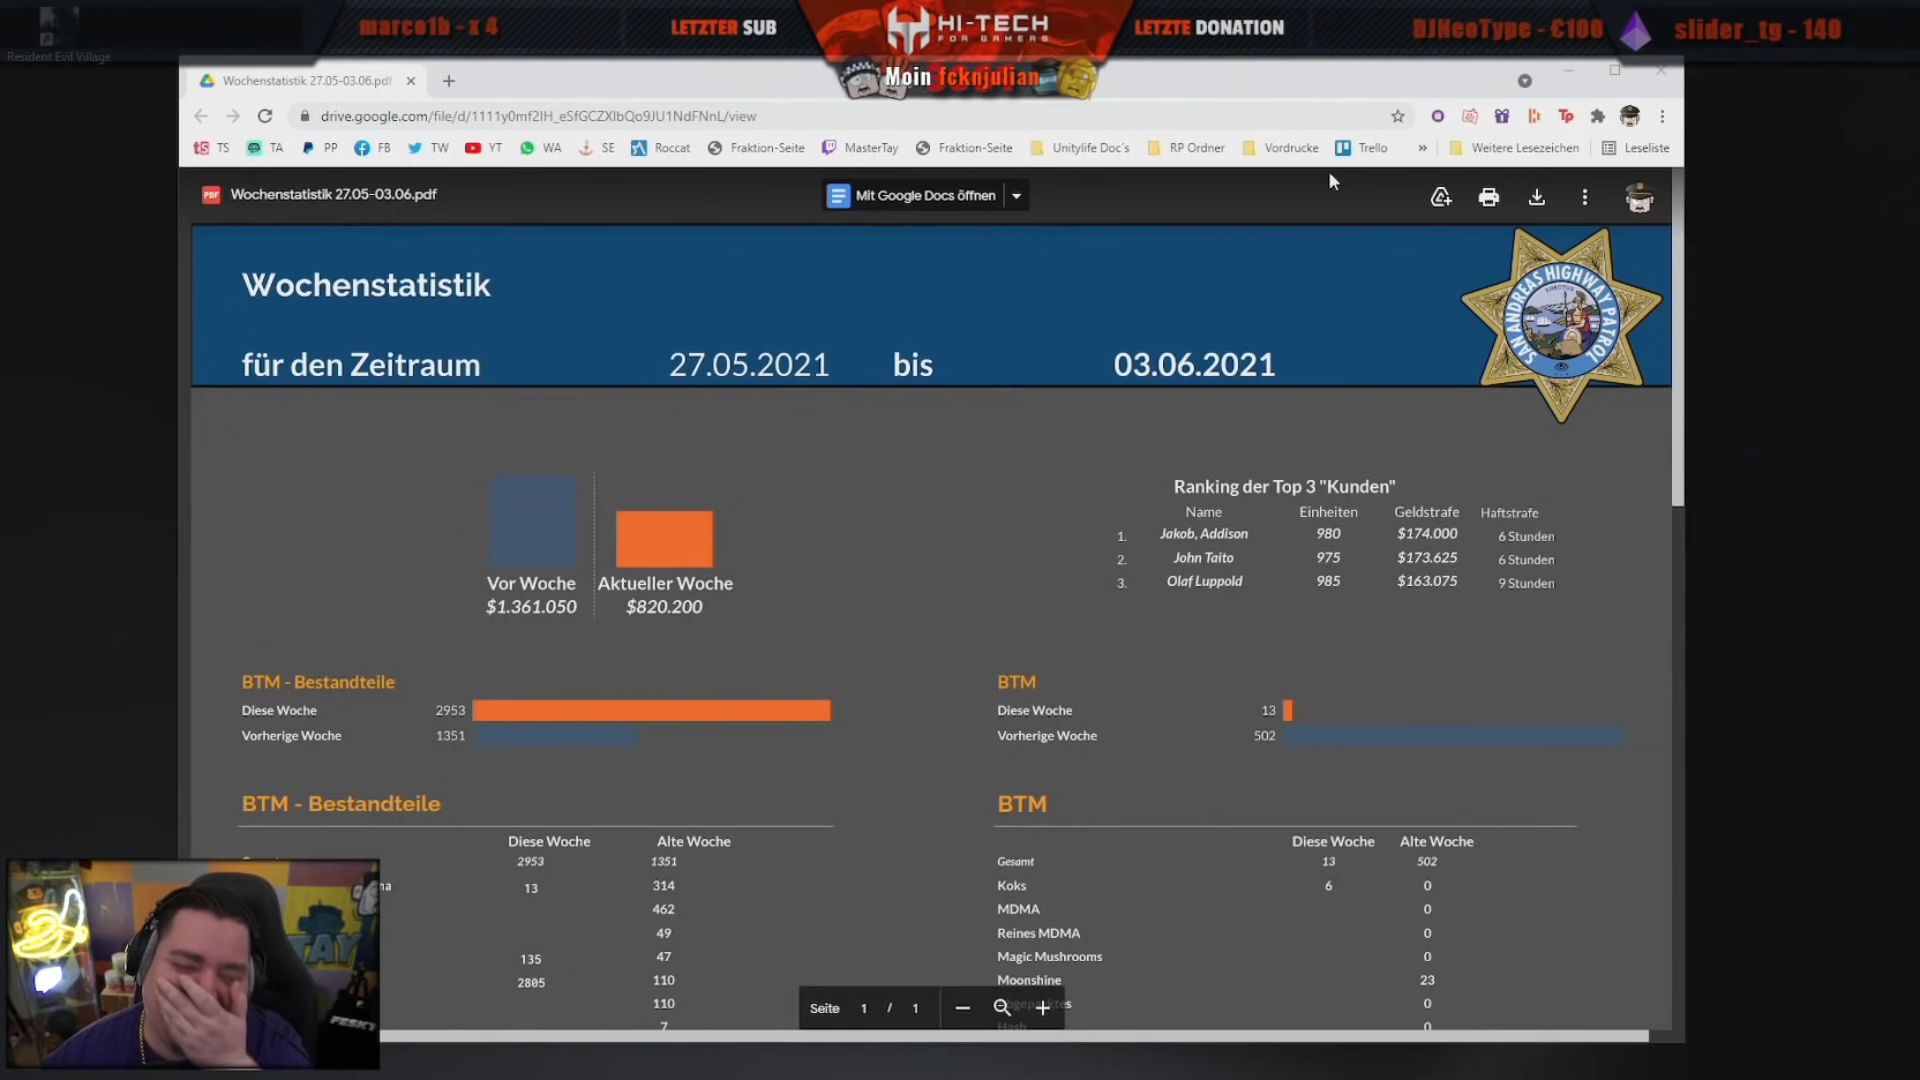 marco1b - x 4
LETZTER SUB
HI-TECH
FOR GAMERS
LETZTE DONATION
DJNeoType - €100
slider_tg - 140
Resident Evil Village
Moin fcknjulian
Wochenstatistik 27.05-03.06.pdf
drive.google.com/file/d/1111y0mf2lH_eSfGCZXlbQo9JU1NdFNnL/view
TS
TA
PP
FB
TW
YT
WA
SE
Roccat
Fraktion-Seite
MasterTay
Fraktion-Seite
Unitylife Doc's
RP Ordner
Vordrucke
Trello
Weitere Lesezeichen
Leseliste
PDF
Wochenstatistik 27.05-03.06.pdf
Mit Google Docs öffnen
Wochenstatistik
für den Zeitraum 27.05.2021 bis 03.06.2021
SAN ANDREAS HIGHWAY PATROL
Ranking der Top 3 "Kunden"
Name Einheiten Geldstrafe Haftstrafe
1. Jakob, Addison 980 $174.000 6 Stunden
2. John Taito 975 $173.625 6 Stunden
3. Olaf Luppold 985 $163.075 9 Stunden
Vor Woche Aktueller Woche
$1.361.050 $820.200
BTM - Bestandteile
Diese Woche 2953
Vorherige Woche 1351
BTM
Diese Woche 13
Vorherige Woche 502
BTM - Bestandteile
Diese Woche Alte Woche
2953 1351
13 314
462
49
135 47
2805 110
110
7
BTM
Diese Woche Alte Woche
Gesamt 13 502
Koks 6 0
MDMA 0
Reines MDMA 0
Magic Mushrooms 0
Moonshine 23
0
Hash 0
Seite 1 / 1